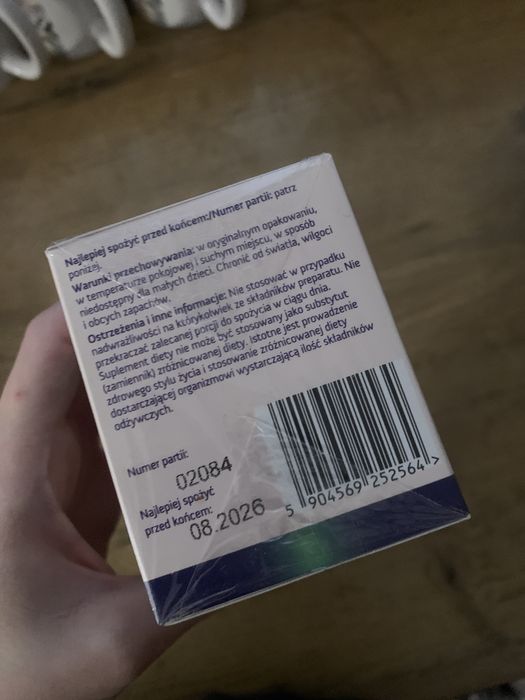 Najlepiej spożyć przed końcem:/Numer partii: patrz
poniżej.
Warunki przechowywania: w oryginalnym opakowaniu,
w temperaturze pokojowej i suchym miejscu, w sposób
niedostępny dla małych dzieci. Chronić od światła, wilgoci
i obcych zapachów.
Ostrzeżenia i inne informacje: Nie stosować w przypadku
nadwrażliwości na którykolwiek ze składników preparatu. Nie
przekraczać zalecanej porcji do spożycia w ciągu dnia.
Suplement diety nie może być stosowany jako substytut
(zamiennik) zróżnicowanej diety. Istotne jest prowadzenie
zdrowego stylu życia i stosowanie zróżnicowanej diety
dostarczającej organizmowi wystarczającą ilość składników
odżywczych.
Numer partii:
02084
Najlepiej spożyć
przed końcem:
08.2026
5 904569 252564 >